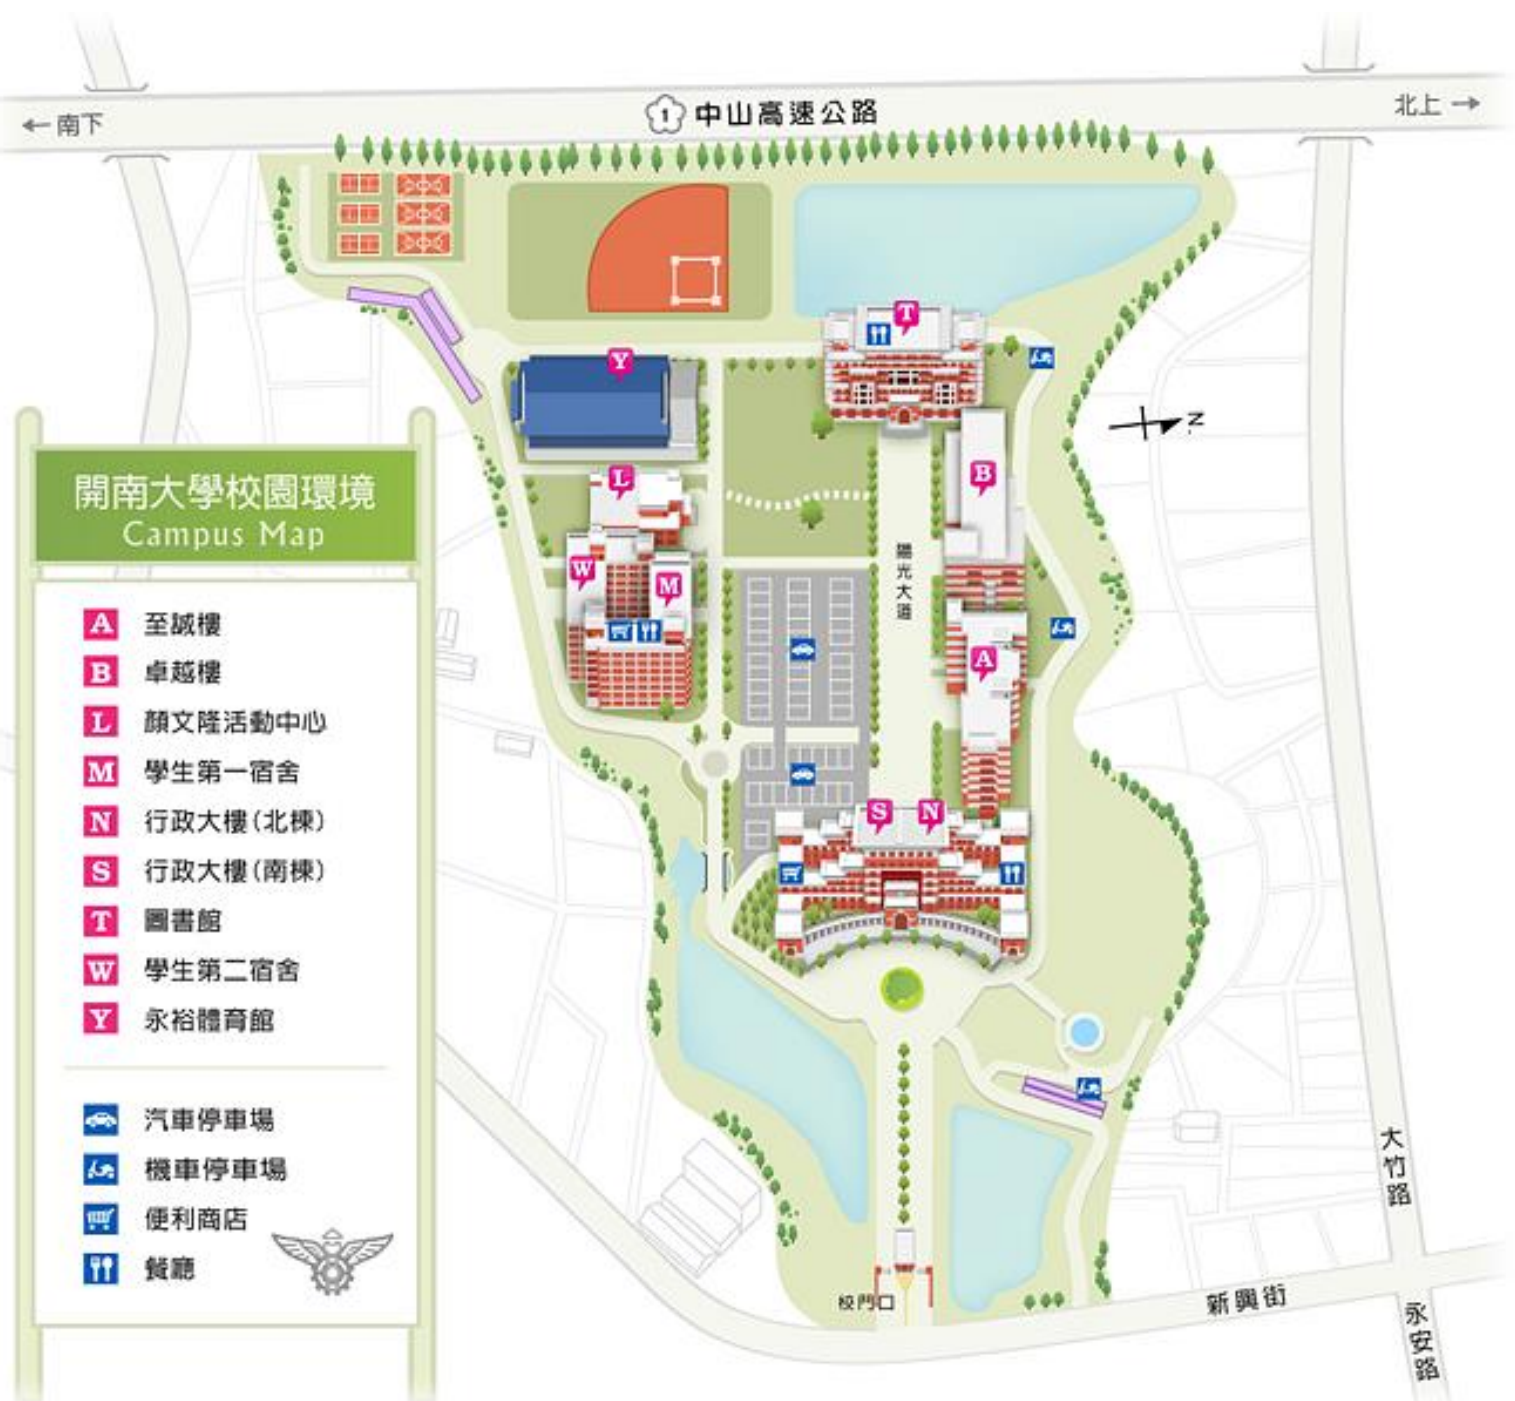 1 中山高速公路
← 南下
北上 →
N
開南大學校園環境
Campus Map
A 至誠樓
B 卓越樓
L 顏文隆活動中心
M 學生第一宿舍
N 行政大樓(北棟)
S 行政大樓(南棟)
T 圖書館
W 學生第二宿舍
Y 永裕體育館
汽車停車場
機車停車場
便利商店
餐廳
T
Y
B
L
W
M
陽光大道
A
S
N
校門口
新興街
大竹路
永安路